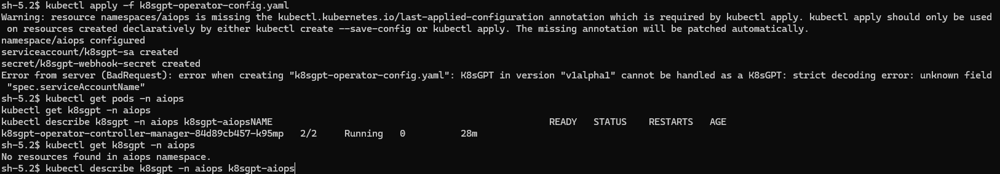 sh-5.2$ kubectl apply -f k8sgpt-operator-config.yaml
Warning: resource namespaces/aiops is missing the kubectl.kubernetes.io/last-applied-configuration annotation which is required by kubectl apply. kubectl apply should only be used
 on resources created declaratively by either kubectl create --save-config or kubectl apply. The missing annotation will be patched automatically.
namespace/aiops configured
serviceaccount/k8sgpt-sa created
secret/k8sgpt-webhook-secret created
Error from server (BadRequest): error when creating "k8sgpt-operator-config.yaml": K8sGPT in version "v1alpha1" cannot be handled as a K8sGPT: strict decoding error: unknown field
 "spec.serviceAccountName"
sh-5.2$ kubectl get pods -n aiops
kubectl get k8sgpt -n aiops
kubectl describe k8sgpt -n aiops k8sgpt-aiopsNAME                                                  READY   STATUS    RESTARTS   AGE
k8sgpt-operator-controller-manager-84d89cb457-k95mp   2/2     Running   0          28m
sh-5.2$ kubectl get k8sgpt -n aiops
No resources found in aiops namespace.
sh-5.2$ kubectl describe k8sgpt -n aiops k8sgpt-aiops